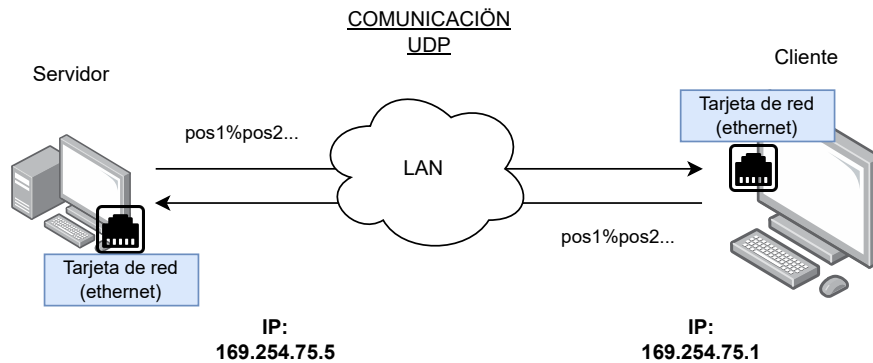 COMUNICACIÖN
UDP
Servidor
Cliente
Tarjeta de red
(ethernet)
pos1%pos2...
LAN
pos1%pos2...
Tarjeta de red
(ethernet)
IP:
169.254.75.5
IP:
169.254.75.1